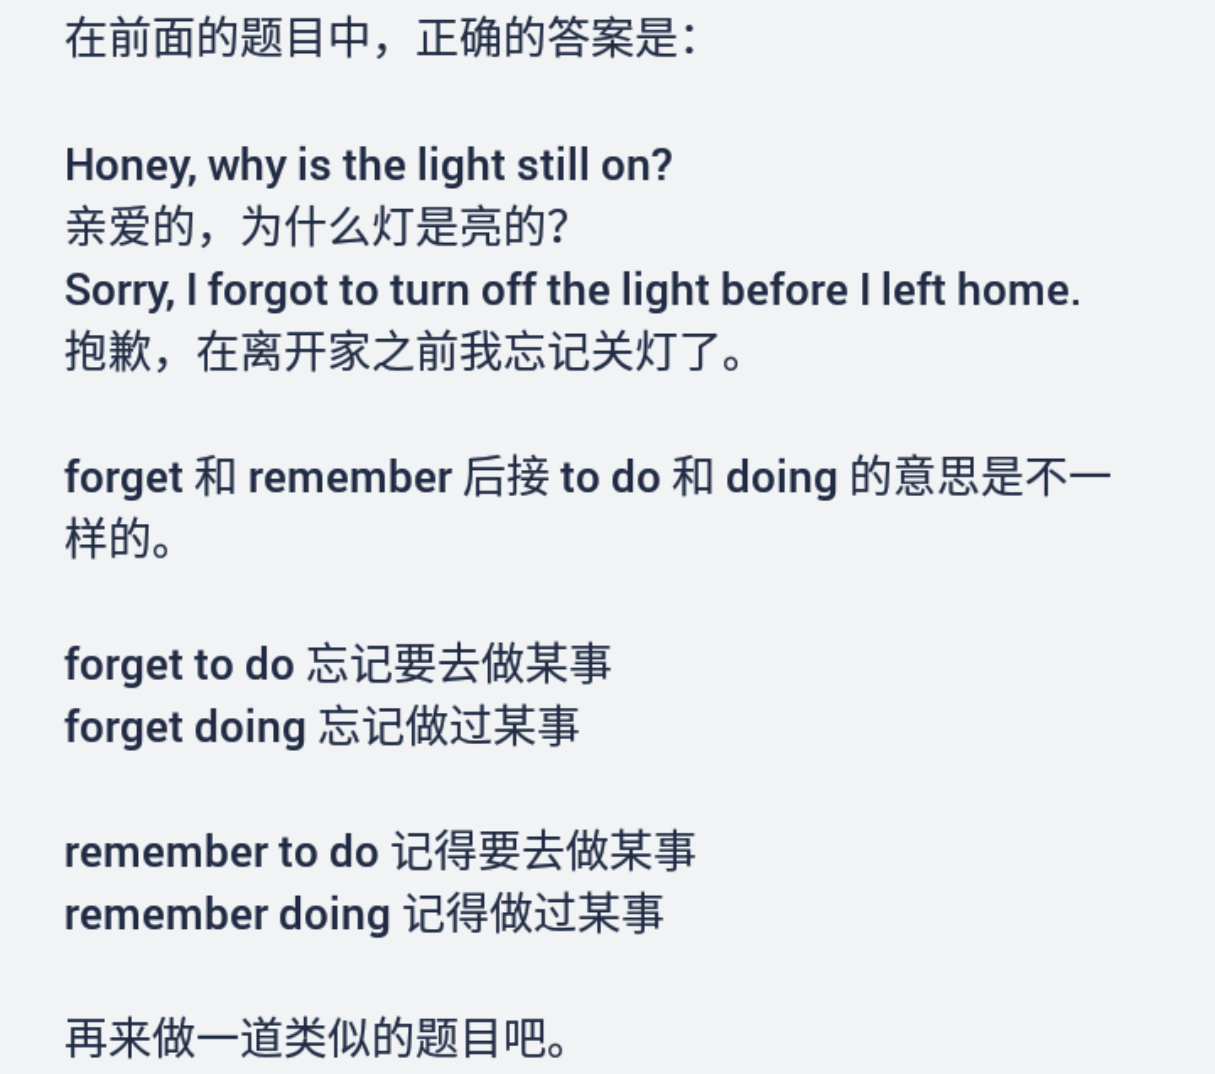 在前面的题目中，正确的答案是：
Honey, why is the light still on?
亲爱的，为什么灯是亮的？
Sorry, I forgot to turn off the light before I left home.
抱歉，在离开家之前我忘记关灯了。
forget 和 remember 后接 to do 和 doing 的意思是不一
样的。
forget to do 忘记要去做某事
forget doing 忘记做过某事
remember to do 记得要去做某事
remember doing 记得做过某事
再来做一道类似的题目吧。